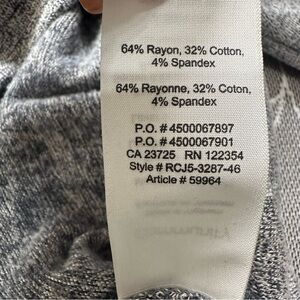 64% Rayon, 32% Cotton,
4% Spandex
64% Rayonne, 32% Coton,
4% Spandex
P.O. # 4500067897
P.O. # 4500067901
CA 23725 RN 122354
Style # RCJ5-3287-46
Article # 59964